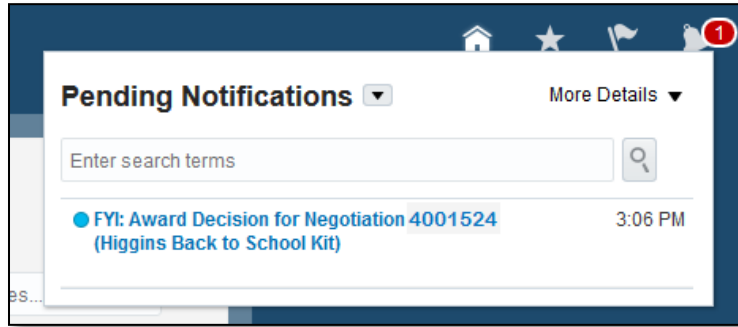 1
Pending Notifications
More Details
Enter search terms
FYI: Award Decision for Negotiation 4001524
3:06 PM
(Higgins Back to School Kit)
es...